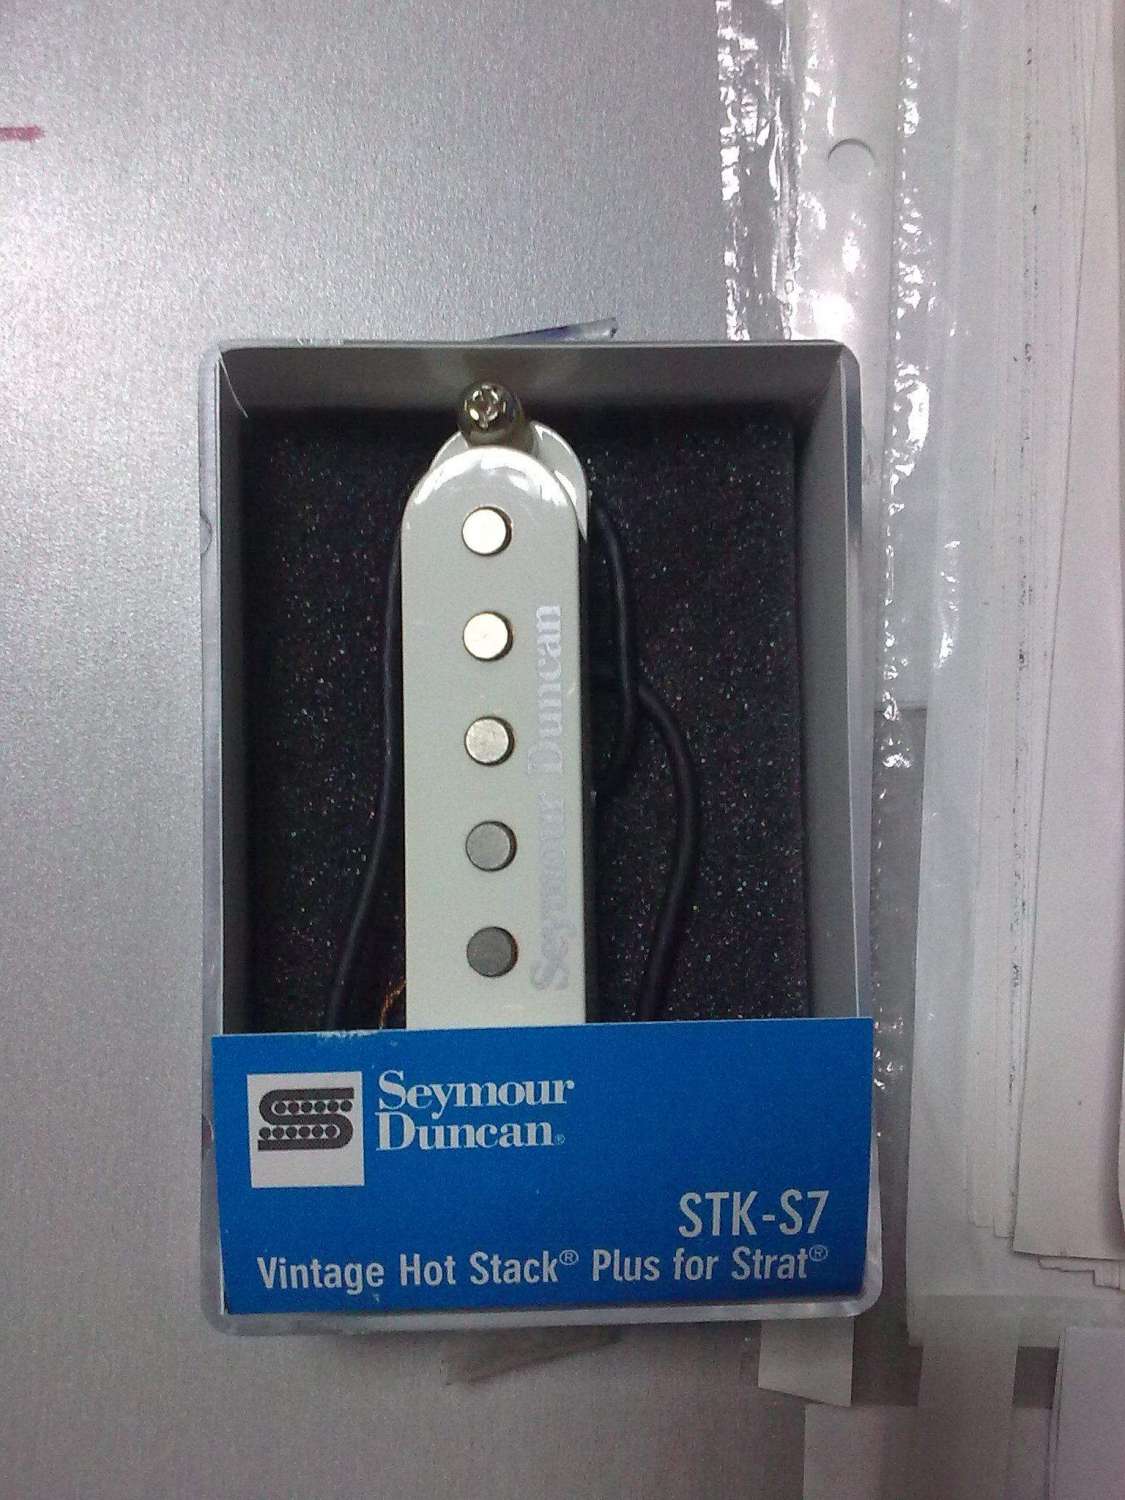 Seymour Duncan
Seymour
Duncan®
STK-S7
Vintage Hot Stack® Plus for Strat®